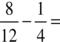 8/12 − 1/4 =